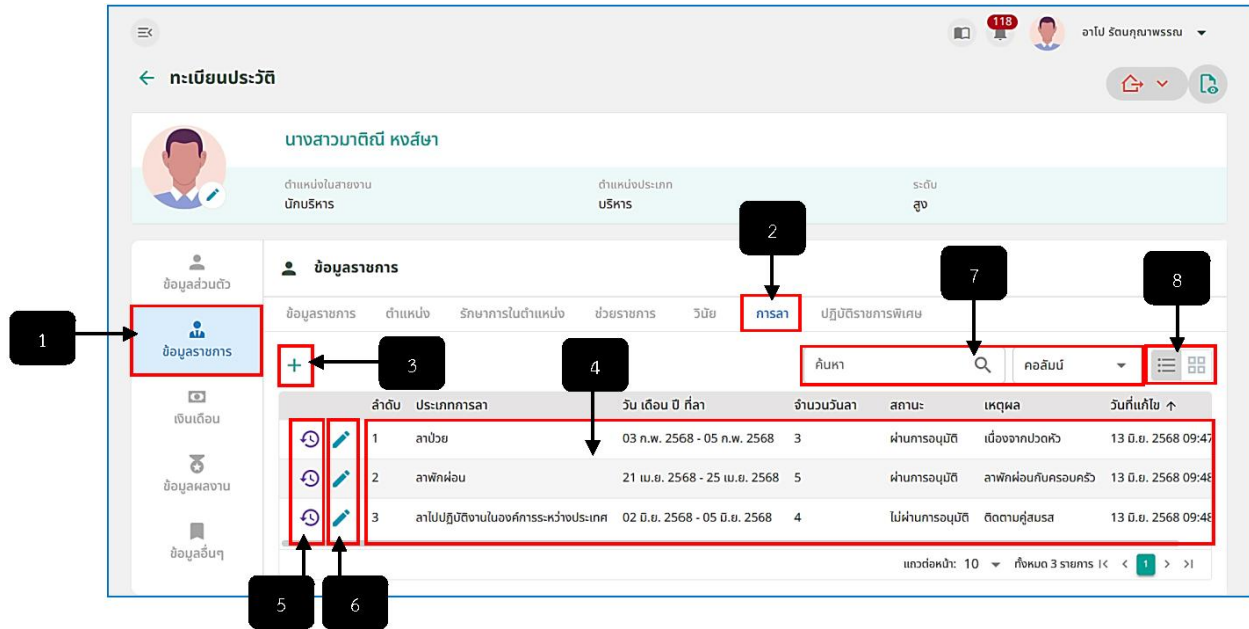 118
อาโป รัตนกุณาพรรณ
ทะเบียนประวัติ
นางสาวมาติณี หงส์ษา
ตำแหน่งในสายงาน ตำแหน่งประเภท ระดับ
นักบริหาร บริหาร สูง
2
7
8
ข้อมูลส่วนตัว
ข้อมูลราชการ
1
ข้อมูลราชการ
เงินเดือน
ข้อมูลผลงาน
ข้อมูลอื่นๆ
ข้อมูลราชการ ตำแหน่ง รักษาการในตำแหน่ง ช่วยราชการ วินัย การลา ปฏิบัติราชการพิเศษ
3
4
ค้นหา คอลัมน์
ลำดับ ประเภทการลา วัน เดือน ปี ที่ลา จำนวนวันลา สถานะ เหตุผล วันที่แก้ไข
1 ลาป่วย 03 ก.พ. 2568 - 05 ก.พ. 2568 3 ผ่านการอนุมัติ เนื่องจากปวดหัว 13 มิ.ย. 2568 09:47
2 ลาพักผ่อน 21 เม.ย. 2568 - 25 เม.ย. 2568 5 ผ่านการอนุมัติ ลาพักผ่อนกับครอบครัว 13 มิ.ย. 2568 09:48
3 ลาไปปฏิบัติงานในองค์การระหว่างประเทศ 02 มิ.ย. 2568 - 05 มิ.ย. 2568 4 ไม่ผ่านการอนุมัติ ติดตามคู่สมรส 13 มิ.ย. 2568 09:48
แถวต่อหน้า: 10 ทั้งหมด 3 รายการ 1
5
6